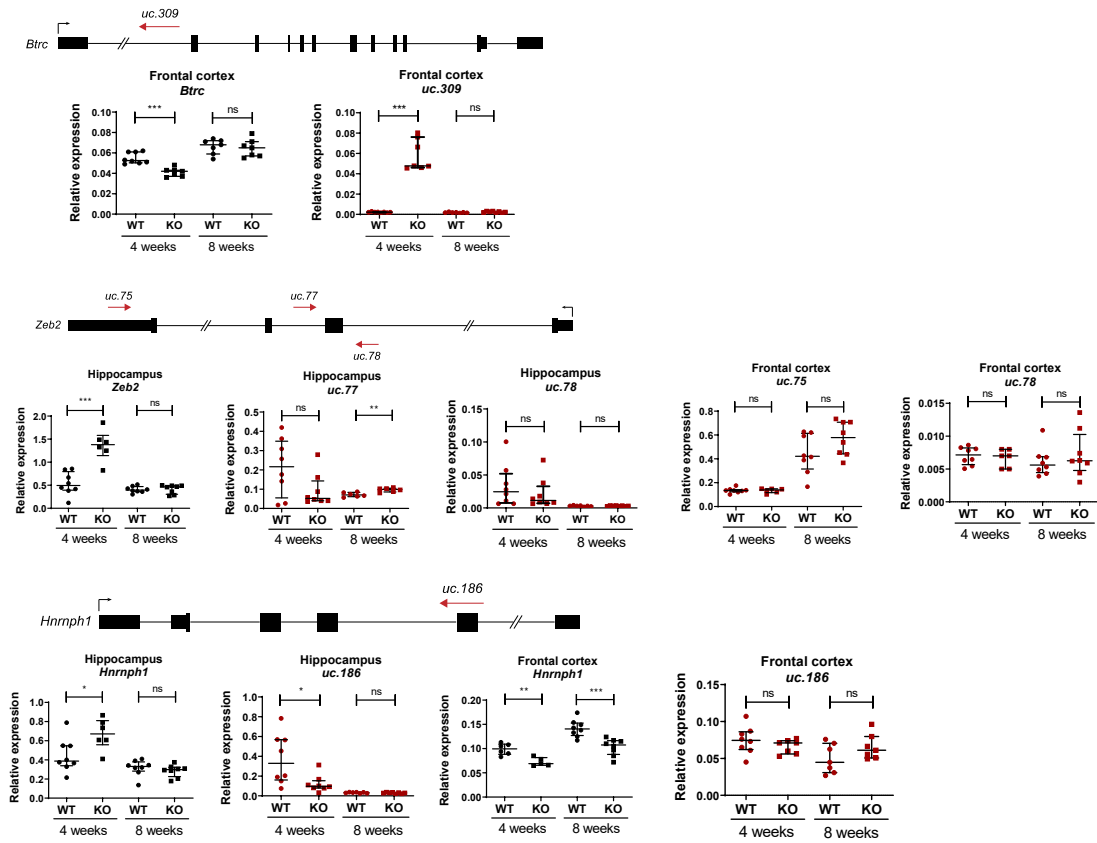 uc.309
Btrc
Frontal cortex
Btrc
Relative expression
0.10
0.08
0.06
0.04
0.02
0.00
***
ns
WT KO WT KO
4 weeks 8 weeks
Frontal cortex
uc.309
Relative expression
0.10
0.08
0.06
0.04
0.02
0.00
***
ns
WT KO WT KO
4 weeks 8 weeks
uc.75
uc.77
Zeb2
uc.78
Hippocampus
Zeb2
Relative expression
2.0
1.5
1.0
0.5
0.0
***
ns
WT KO WT KO
4 weeks 8 weeks
Hippocampus
uc.77
Relative expression
0.5
0.4
0.3
0.2
0.1
0.0
ns
**
WT KO WT KO
4 weeks 8 weeks
Hippocampus
uc.78
Relative expression
0.15
0.10
0.05
0.00
ns
ns
WT KO WT KO
4 weeks 8 weeks
Frontal cortex
uc.75
Relative expression
0.8
0.6
0.4
0.2
0.0
ns
ns
WT KO WT KO
4 weeks 8 weeks
Frontal cortex
uc.78
Relative expression
0.015
0.010
0.005
0.000
ns
ns
WT KO WT KO
4 weeks 8 weeks
uc.186
Hnrnph1
Hippocampus
Hnrnph1
Relative expression
1.0
0.8
0.6
0.4
0.2
0.0
*
ns
WT KO WT KO
4 weeks 8 weeks
Hippocampus
uc.186
Relative expression
1.0
0.8
0.6
0.4
0.2
0.0
*
ns
WT KO WT KO
4 weeks 8 weeks
Frontal cortex
Hnrnph1
Relative expression
0.20
0.15
0.10
0.05
0.00
**
***
WT KO WT KO
4 weeks 8 weeks
Frontal cortex
uc.186
Relative expression
0.15
0.10
0.05
0.00
ns
ns
WT KO WT KO
4 weeks 8 weeks